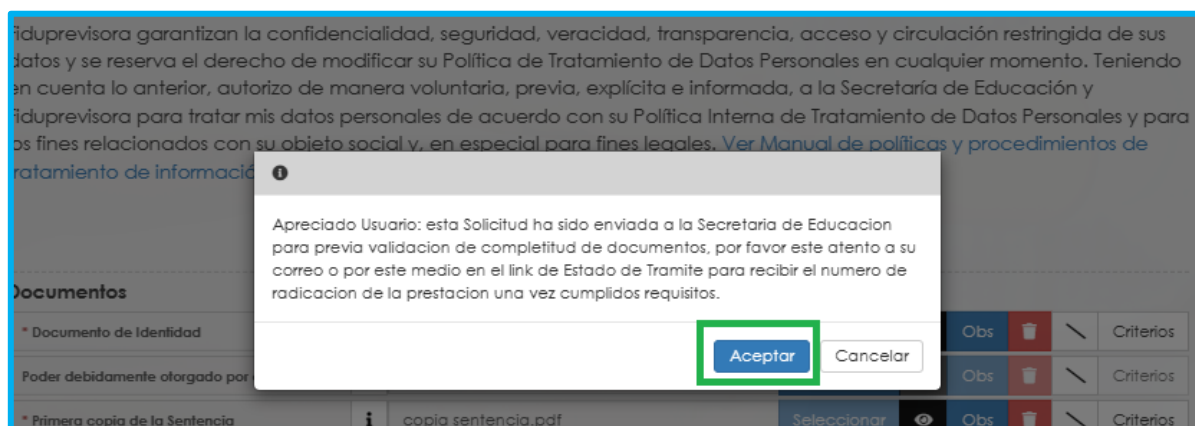 fiduprevisora garantizan la confidencialidad, seguridad, veracidad, transparencia, acceso y circulación restringida de sus
datos y se reserva el derecho de modificar su Política de Tratamiento de Datos Personales en cualquier momento. Teniendo
en cuenta lo anterior, autorizo de manera voluntaria, previa, explícita e informada, a la Secretaría de Educación y
fiduprevisora para tratar mis datos personales de acuerdo con su Política Interna de Tratamiento de Datos Personales y para
os fines relacionados con su objeto social y, en especial para fines legales. Ver Manual de políticas y procedimientos de
ratamiento de informació
Apreciado Usuario: esta Solicitud ha sido enviada a la Secretaria de Educacion
para previa validacion de completitud de documentos, por favor este atento a su
correo o por este medio en el link de Estado de Tramite para recibir el numero de
radicacion de la prestacion una vez cumplidos requisitos.
Aceptar Cancelar
Documentos
* Documento de Identidad Obs Criterios
Poder debidamente otorgado por Obs Criterios
* Primera copia de la Sentencia i copia sentencia.pdf Seleccionar Obs Criterios